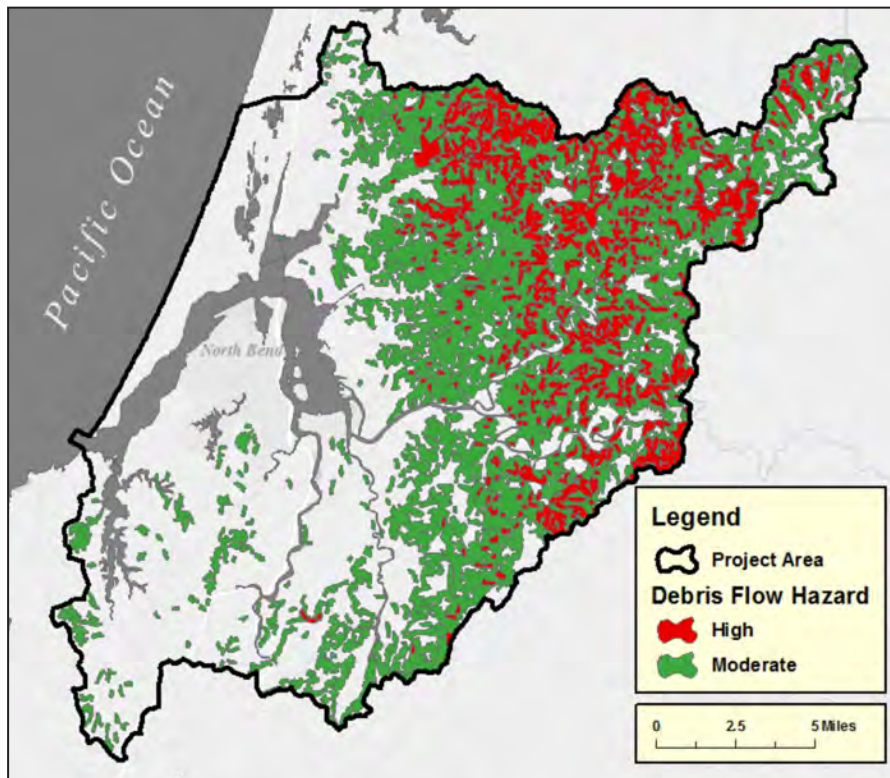 Pacific Ocean
North Bend
Legend
Project Area
Debris Flow Hazard
High
Moderate
0 2.5 5 Miles